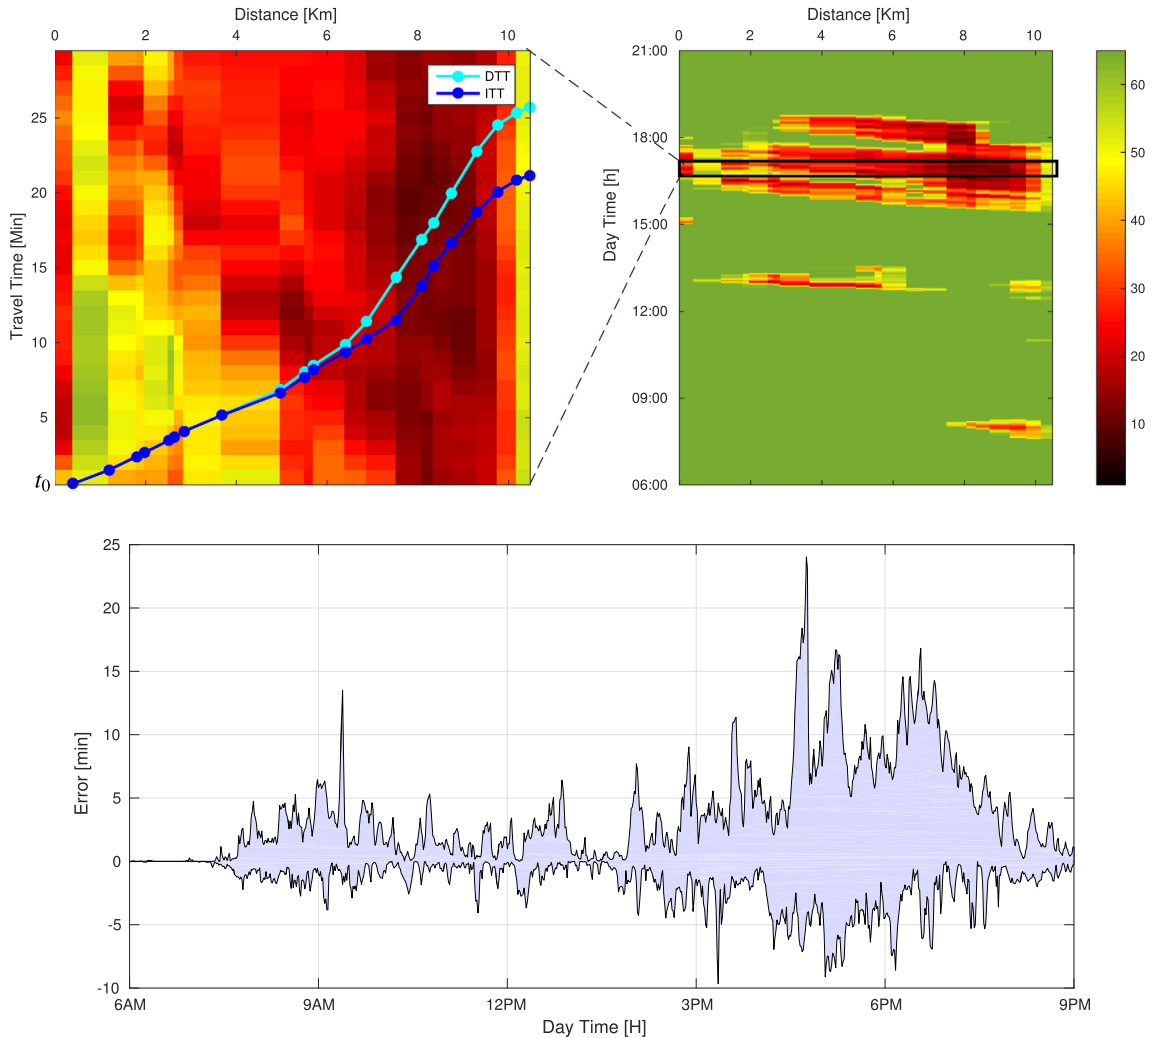 Distance [Km]
0 2 4 6 8 10
DTT
ITT
25
20
15
10
5
t0
Travel Time [Min]
Distance [Km]
0 2 4 6 8 10
21:00
18:00
15:00
12:00
09:00
06:00
Day Time [h]
60
50
40
30
20
10
25
20
15
10
5
0
-5
-10
Error [min]
6AM 9AM 12PM 3PM 6PM 9PM
Day Time [H]